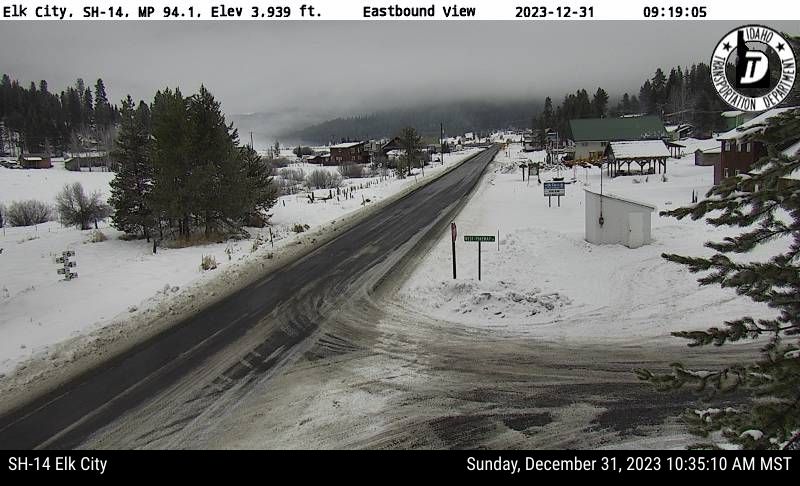 Elk City, SH-14, MP 94.1, Elev 3,939 ft. Eastbound View 2023-12-31 09:19:05
IDAHO
TRANSPORTATION DEPARTMENT
SH-14 Elk City Sunday, December 31, 2023 10:35:10 AM MST